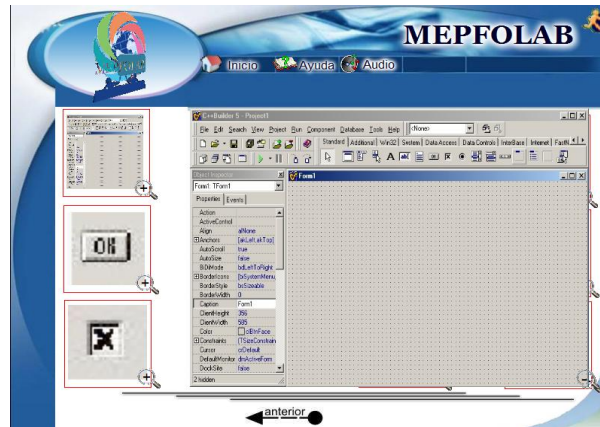 MEPFOLAB
Inicio Ayuda Audio
C++Builder 5 - Project1
File Edit Search View Project Run Component Database Tools Help <None>
Standard Additional Win32 System Data Access Data Controls InterBase Internet
Object Inspector
Form1
Form1: TForm1
Properties Events
Action
ActiveControl
Align alNone
Anchors [akLeft,akTop]
AutoScroll true
AutoSize false
BiDiMode bdLeftToRight
BorderIcons [biSystemMenu,
BorderStyle bsSizeable
BorderWidth 0
Caption Form1
ClientHeight 356
ClientWidth 585
Color clBtnFace
Constraints (TSizeConstrain
Cursor crDefault
DefaultMonitor dmActiveForm
DockSite false
2 hidden
OK
anterior